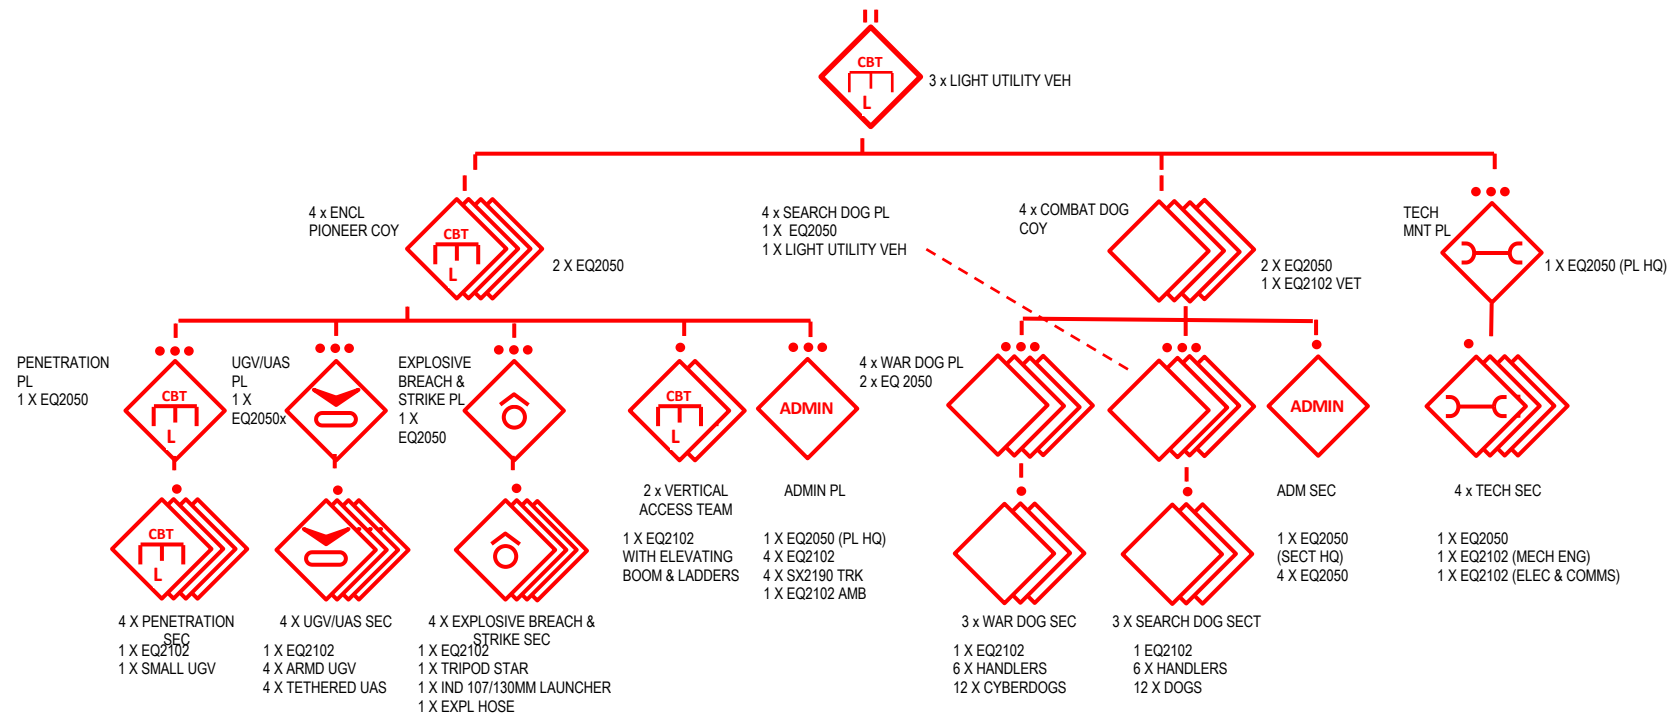 CBT
L
3 x LIGHT UTILITY VEH
4 x ENCL
PIONEER COY
CBT
L
2 X EQ2050
4 x SEARCH DOG PL
1 X  EQ2050
1 X LIGHT UTILITY VEH
4 x COMBAT DOG
COY
2 X EQ2050
1 X EQ2102 VET
TECH
MNT PL
1 X EQ2050 (PL HQ)
PENETRATION
PL
1 X EQ2050
CBT
L
UGV/UAS
PL
1 X
EQ2050x
EXPLOSIVE
BREACH &
STRIKE PL
1 X
EQ2050
CBT
L
ADMIN
4 x WAR DOG PL
2 x EQ 2050
ADMIN
CBT
L
4 X PENETRATION
SEC
1 X EQ2102
1 X SMALL UGV
4 X UGV/UAS SEC
1 X EQ2102
4 X ARMD UGV
4 X TETHERED UAS
4 X EXPLOSIVE BREACH &
STRIKE SEC
1 X EQ2102
1 X TRIPOD STAR
1 X IND 107/130MM LAUNCHER
1 X EXPL HOSE
2 x VERTICAL
ACCESS TEAM
1 X EQ2102
WITH ELEVATING
BOOM & LADDERS
ADMIN PL
1 X EQ2050 (PL HQ)
4 X EQ2102
4 X SX2190 TRK
1 X EQ2102 AMB
3 x WAR DOG SEC
1 X EQ2102
6 X HANDLERS
12 X CYBERDOGS
3 X SEARCH DOG SECT
1 EQ2102
6 X HANDLERS
12 X DOGS
ADM SEC
1 X EQ2050
(SECT HQ)
4 X EQ2050
4 x TECH SEC
1 X EQ2050
1 X EQ2102 (MECH ENG)
1 X EQ2102 (ELEC & COMMS)